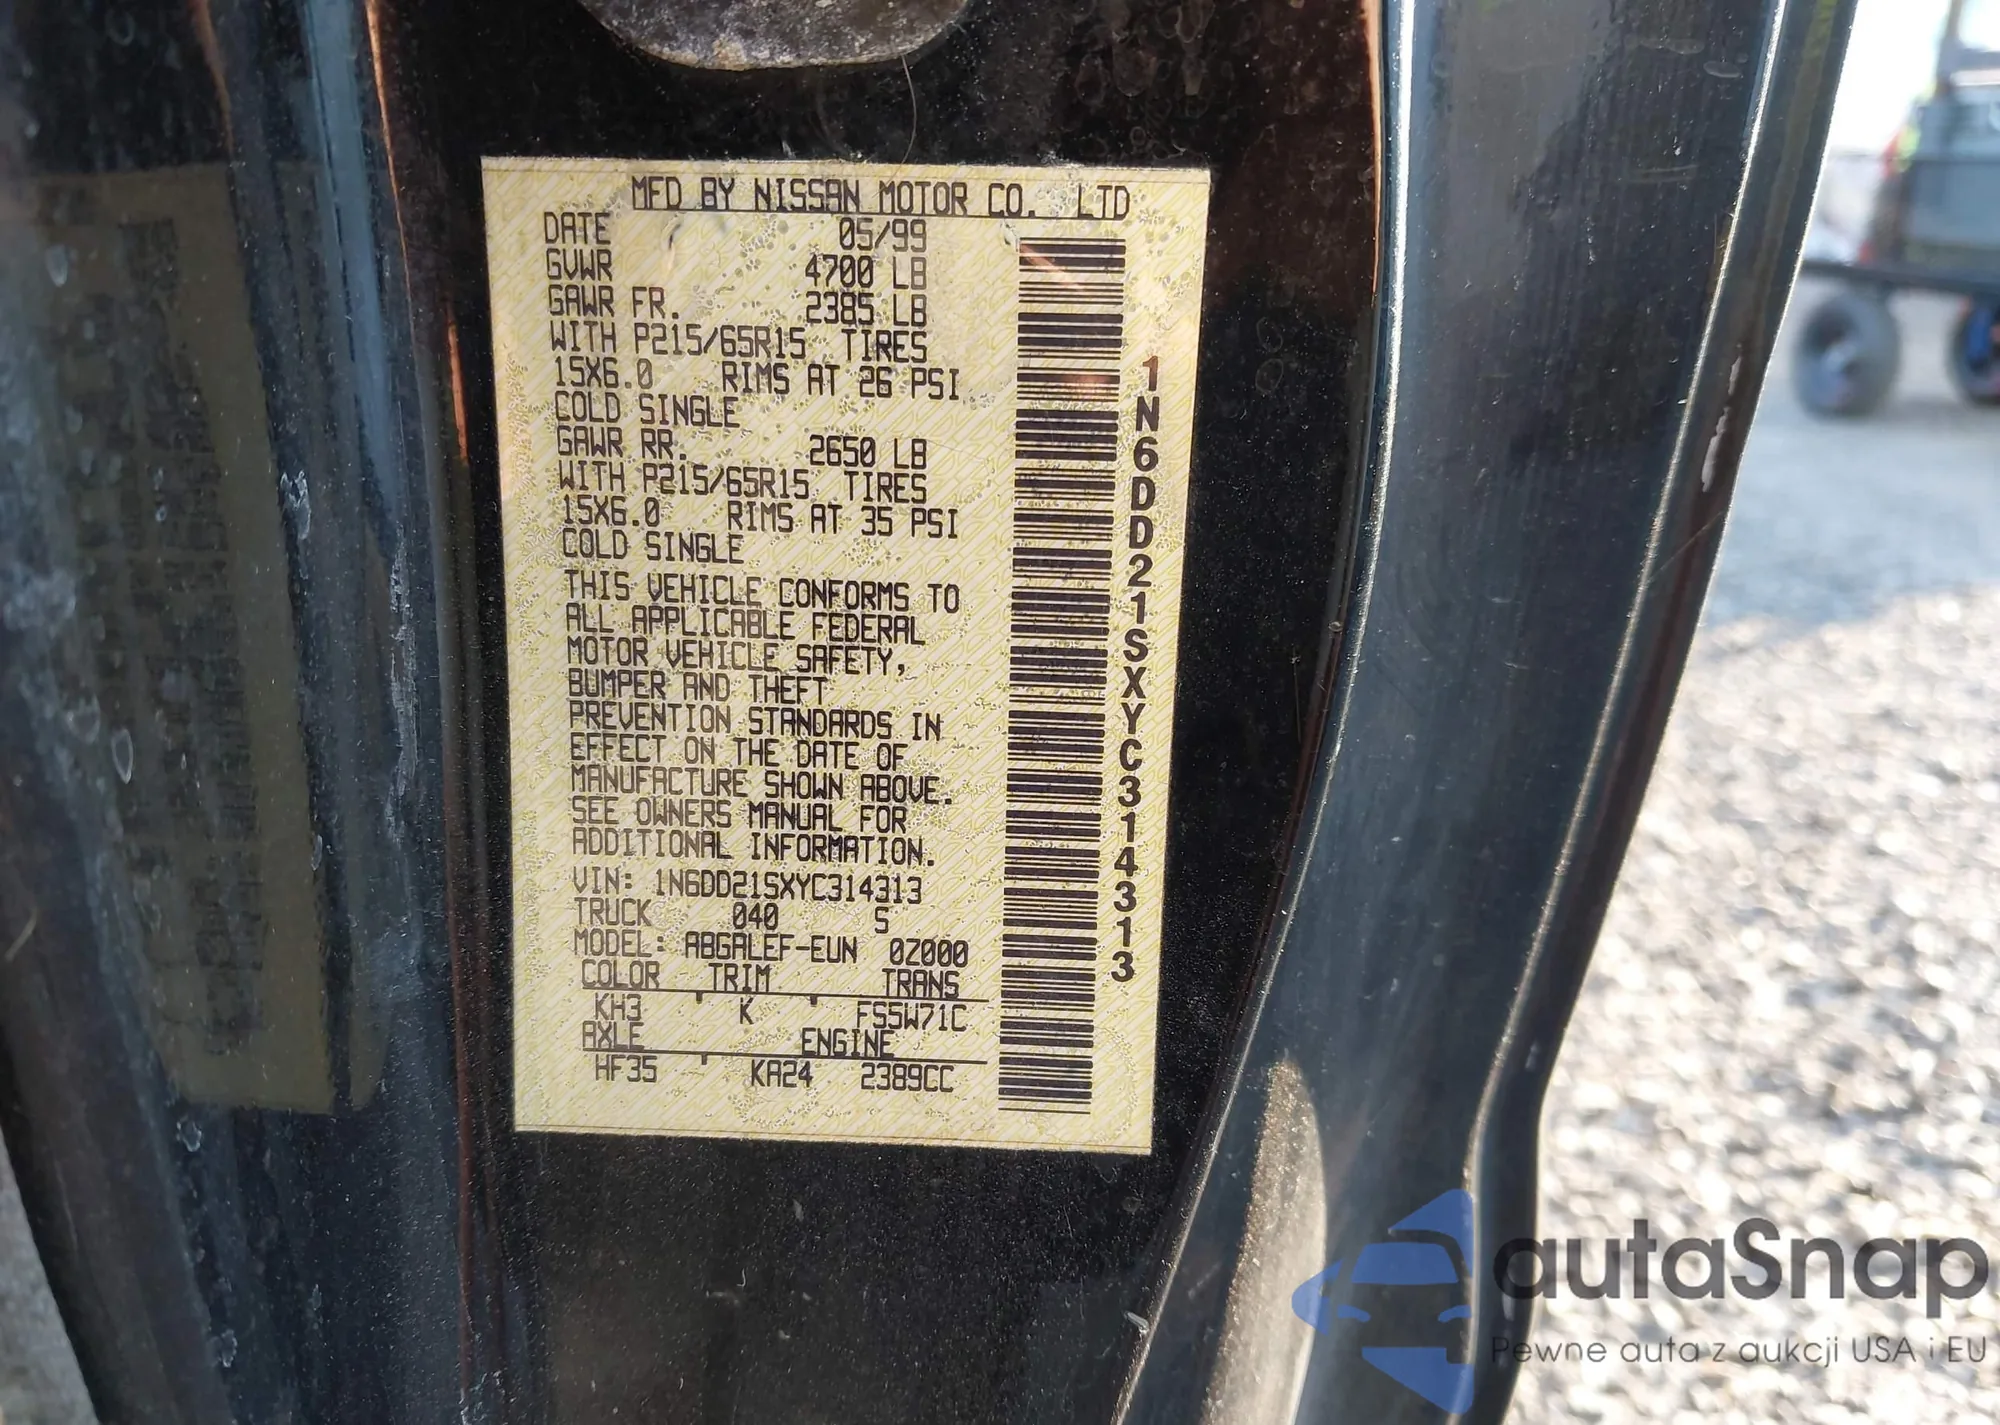 MFD BY NISSAN MOTOR CO. LTD
DATE 05/99
GVWR 4700 LB
GAWR FR. 2385 LB
WITH P215/65R15 TIRES
15X6.0 RIMS AT 26 PSI
COLD SINGLE
GAWR RR. 2650 LB
WITH P215/65R15 TIRES
15X6.0 RIMS AT 35 PSI
COLD SINGLE
THIS VEHICLE CONFORMS TO
ALL APPLICABLE FEDERAL
MOTOR VEHICLE SAFETY,
BUMPER AND THEFT
PREVENTION STANDARDS IN
EFFECT ON THE DATE OF
MANUFACTURE SHOWN ABOVE.
SEE OWNERS MANUAL FOR
ADDITIONAL INFORMATION.
VIN: 1N6DD21SXYC314313
TRUCK 040 S
MODEL: ABGALEF-EUN 0Z000
COLOR TRIM TRANS
KH3 K FS5W71C
AXLE ENGINE
HF35 KA24 2389CC
1N6DD21SXYC314313
autaSnap
Pewne auta z aukcji USA i EU